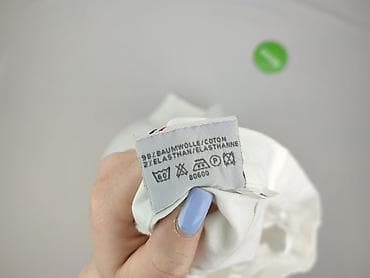 98% BAUMWOLLE/COTON
2% ELASTHAN/ELASTHANNE
60 P
80600